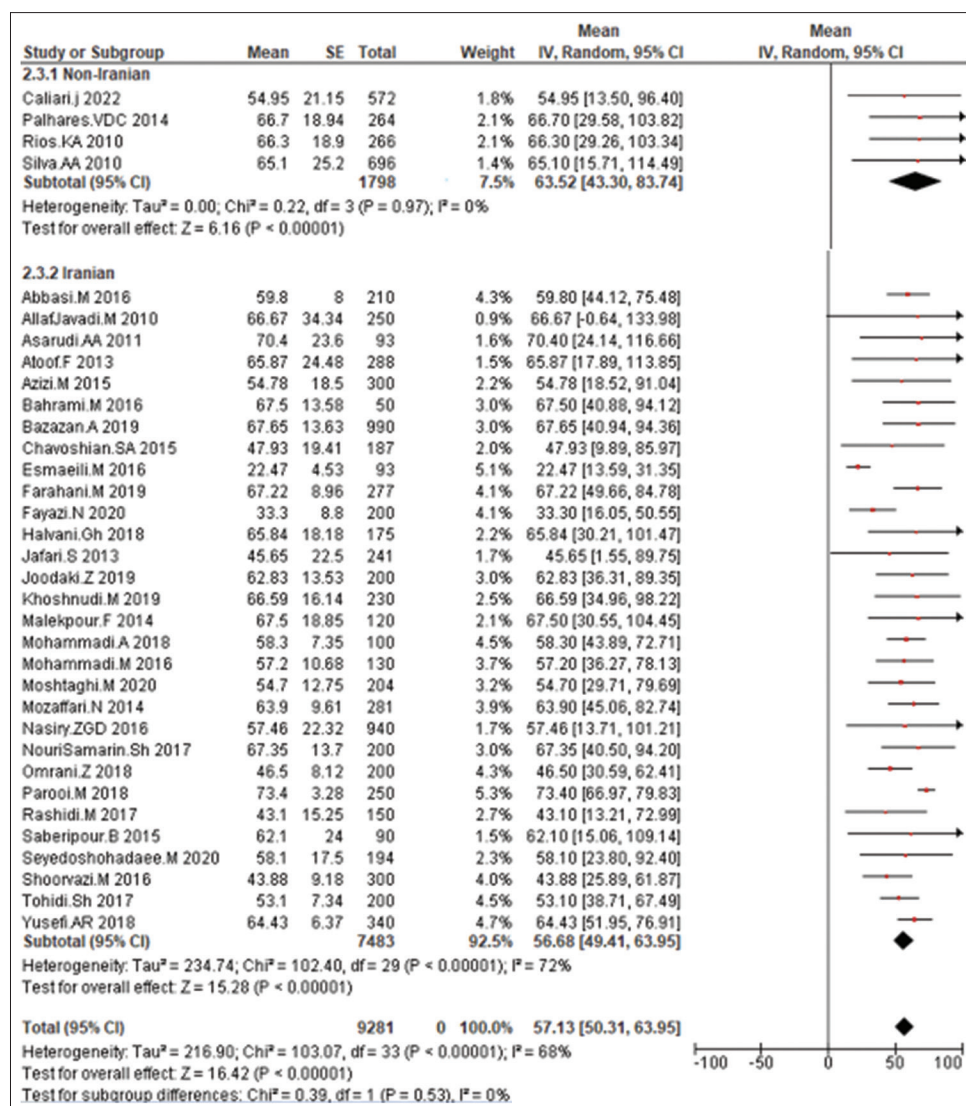 Mean Mean
Study or Subgroup Mean SE Total Weight IV, Random, 95% CI IV, Random, 95% CI
2.3.1 Non-Iranian
Caliari.j 2022 54.95 21.15 572 1.8% 54.95 [13.50, 96.40]
Palhares.VDC 2014 66.7 18.94 264 2.1% 66.70 [29.58, 103.82]
Rios.KA 2010 66.3 18.9 266 2.1% 66.30 [29.26, 103.34]
Silva.AA 2010 65.1 25.2 696 1.4% 65.10 [15.71, 114.49]
Subtotal (95% CI) 1798 7.5% 63.52 [43.30, 83.74]
Heterogeneity: Tau² = 0.00; Chi² = 0.22, df = 3 (P = 0.97); I² = 0%
Test for overall effect: Z = 6.16 (P < 0.00001)
2.3.2 Iranian
Abbasi.M 2016 59.8 8 210 4.3% 59.80 [44.12, 75.48]
AllafJavadi.M 2010 66.67 34.34 250 0.9% 66.67 [-0.64, 133.98]
Asarudi.AA 2011 70.4 23.6 93 1.6% 70.40 [24.14, 116.66]
Atoof.F 2013 65.87 24.48 288 1.5% 65.87 [17.89, 113.85]
Azizi.M 2015 54.78 18.5 300 2.2% 54.78 [18.52, 91.04]
Bahrami.M 2016 67.5 13.58 50 3.0% 67.50 [40.88, 94.12]
Bazazan.A 2019 67.65 13.63 990 3.0% 67.65 [40.94, 94.36]
Chavoshian.SA 2015 47.93 19.41 187 2.0% 47.93 [9.89, 85.97]
Esmaeili.M 2016 22.47 4.53 93 5.1% 22.47 [13.59, 31.35]
Farahani.M 2019 67.22 8.96 277 4.1% 67.22 [49.66, 84.78]
Fayazi.N 2020 33.3 8.8 200 4.1% 33.30 [16.05, 50.55]
Halvani.Gh 2018 65.84 18.18 175 2.2% 65.84 [30.21, 101.47]
Jafari.S 2013 45.65 22.5 241 1.7% 45.65 [1.55, 89.75]
Joodaki.Z 2019 62.83 13.53 200 3.0% 62.83 [36.31, 89.35]
Khoshnudi.M 2019 66.59 16.14 230 2.5% 66.59 [34.96, 98.22]
Malekpour.F 2014 67.5 18.85 120 2.1% 67.50 [30.55, 104.45]
Mohammadi.A 2018 58.3 7.35 100 4.5% 58.30 [43.89, 72.71]
Mohammadi.M 2016 57.2 10.68 130 3.7% 57.20 [36.27, 78.13]
Moshtaghi.M 2020 54.7 12.75 204 3.2% 54.70 [29.71, 79.69]
Mozaffari.N 2014 63.9 9.61 281 3.9% 63.90 [45.06, 82.74]
Nasiry.ZGD 2016 57.46 22.32 940 1.7% 57.46 [13.71, 101.21]
NouriSamarin.Sh 2017 67.35 13.7 200 3.0% 67.35 [40.50, 94.20]
Omrani.Z 2018 46.5 8.12 200 4.3% 46.50 [30.59, 62.41]
Parooi.M 2018 73.4 3.28 250 5.3% 73.40 [66.97, 79.83]
Rashidi.M 2017 43.1 15.25 150 2.7% 43.10 [13.21, 72.99]
Saberipour.B 2015 62.1 24 90 1.5% 62.10 [15.06, 109.14]
Seyedoshohadaee.M 2020 58.1 17.5 194 2.3% 58.10 [23.80, 92.40]
Shoorvazi.M 2016 43.88 9.18 300 4.0% 43.88 [25.89, 61.87]
Tohidi.Sh 2017 53.1 7.34 200 4.5% 53.10 [38.71, 67.49]
Yusefi.AR 2018 64.43 6.37 340 4.7% 64.43 [51.95, 76.91]
Subtotal (95% CI) 7483 92.5% 56.68 [49.41, 63.95]
Heterogeneity: Tau² = 234.74; Chi² = 102.40, df = 29 (P < 0.00001); I² = 72%
Test for overall effect: Z = 15.28 (P < 0.00001)
Total (95% CI) 9281 0 100.0% 57.13 [50.31, 63.95]
Heterogeneity: Tau² = 216.90; Chi² = 103.07, df = 33 (P < 0.00001); I² = 68%
Test for overall effect: Z = 16.42 (P < 0.00001)
Test for subgroup differences: Chi² = 0.39, df = 1 (P = 0.53), I² = 0%
-100 -50 0 50 100